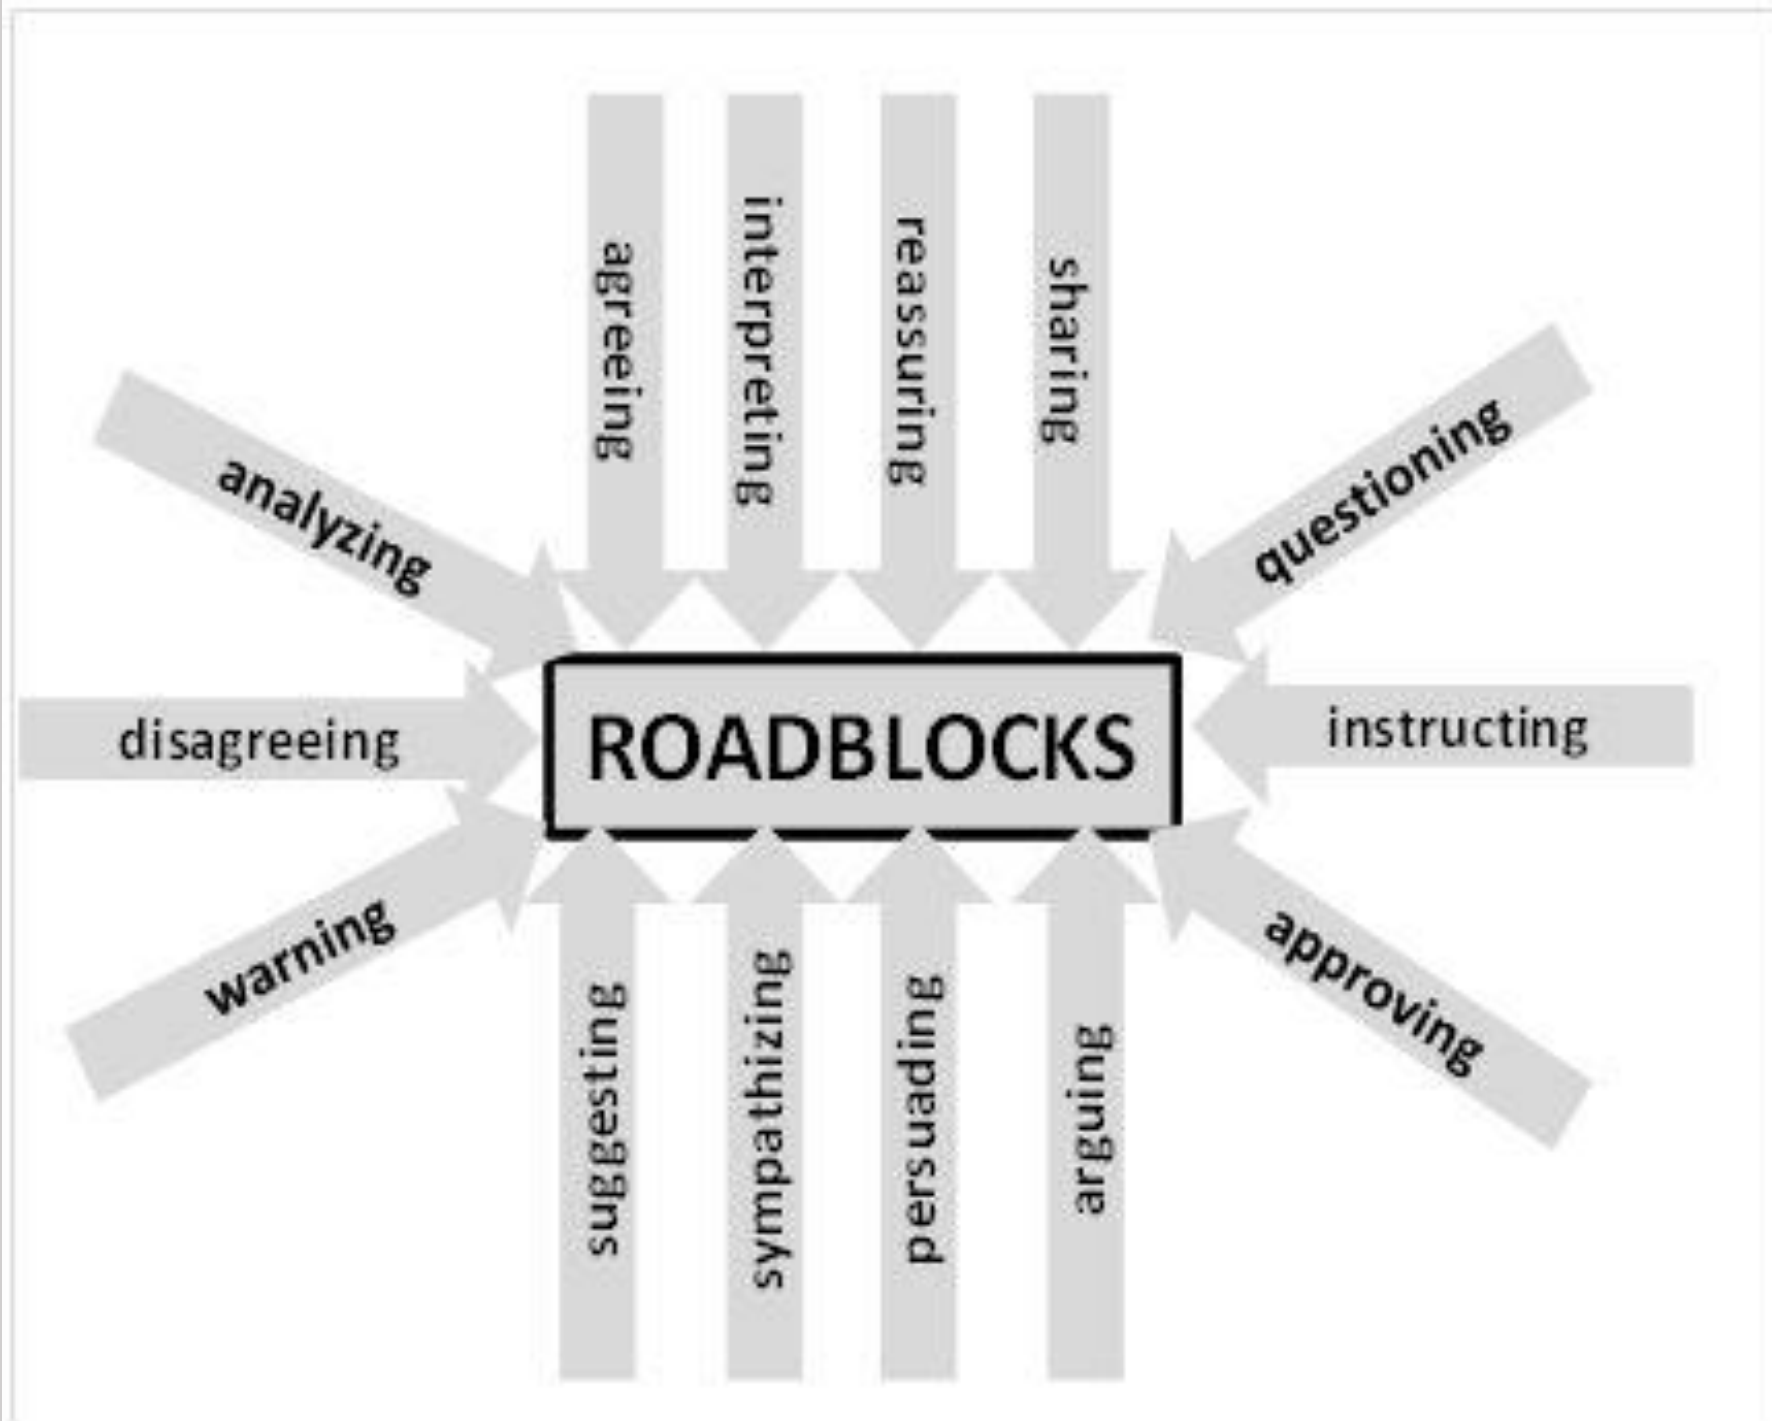 agreeing
interpreting
reassuring
sharing
analyzing
questioning
disagreeing
ROADBLOCKS
instructing
warning
approving
suggesting
sympathizing
persuading
arguing